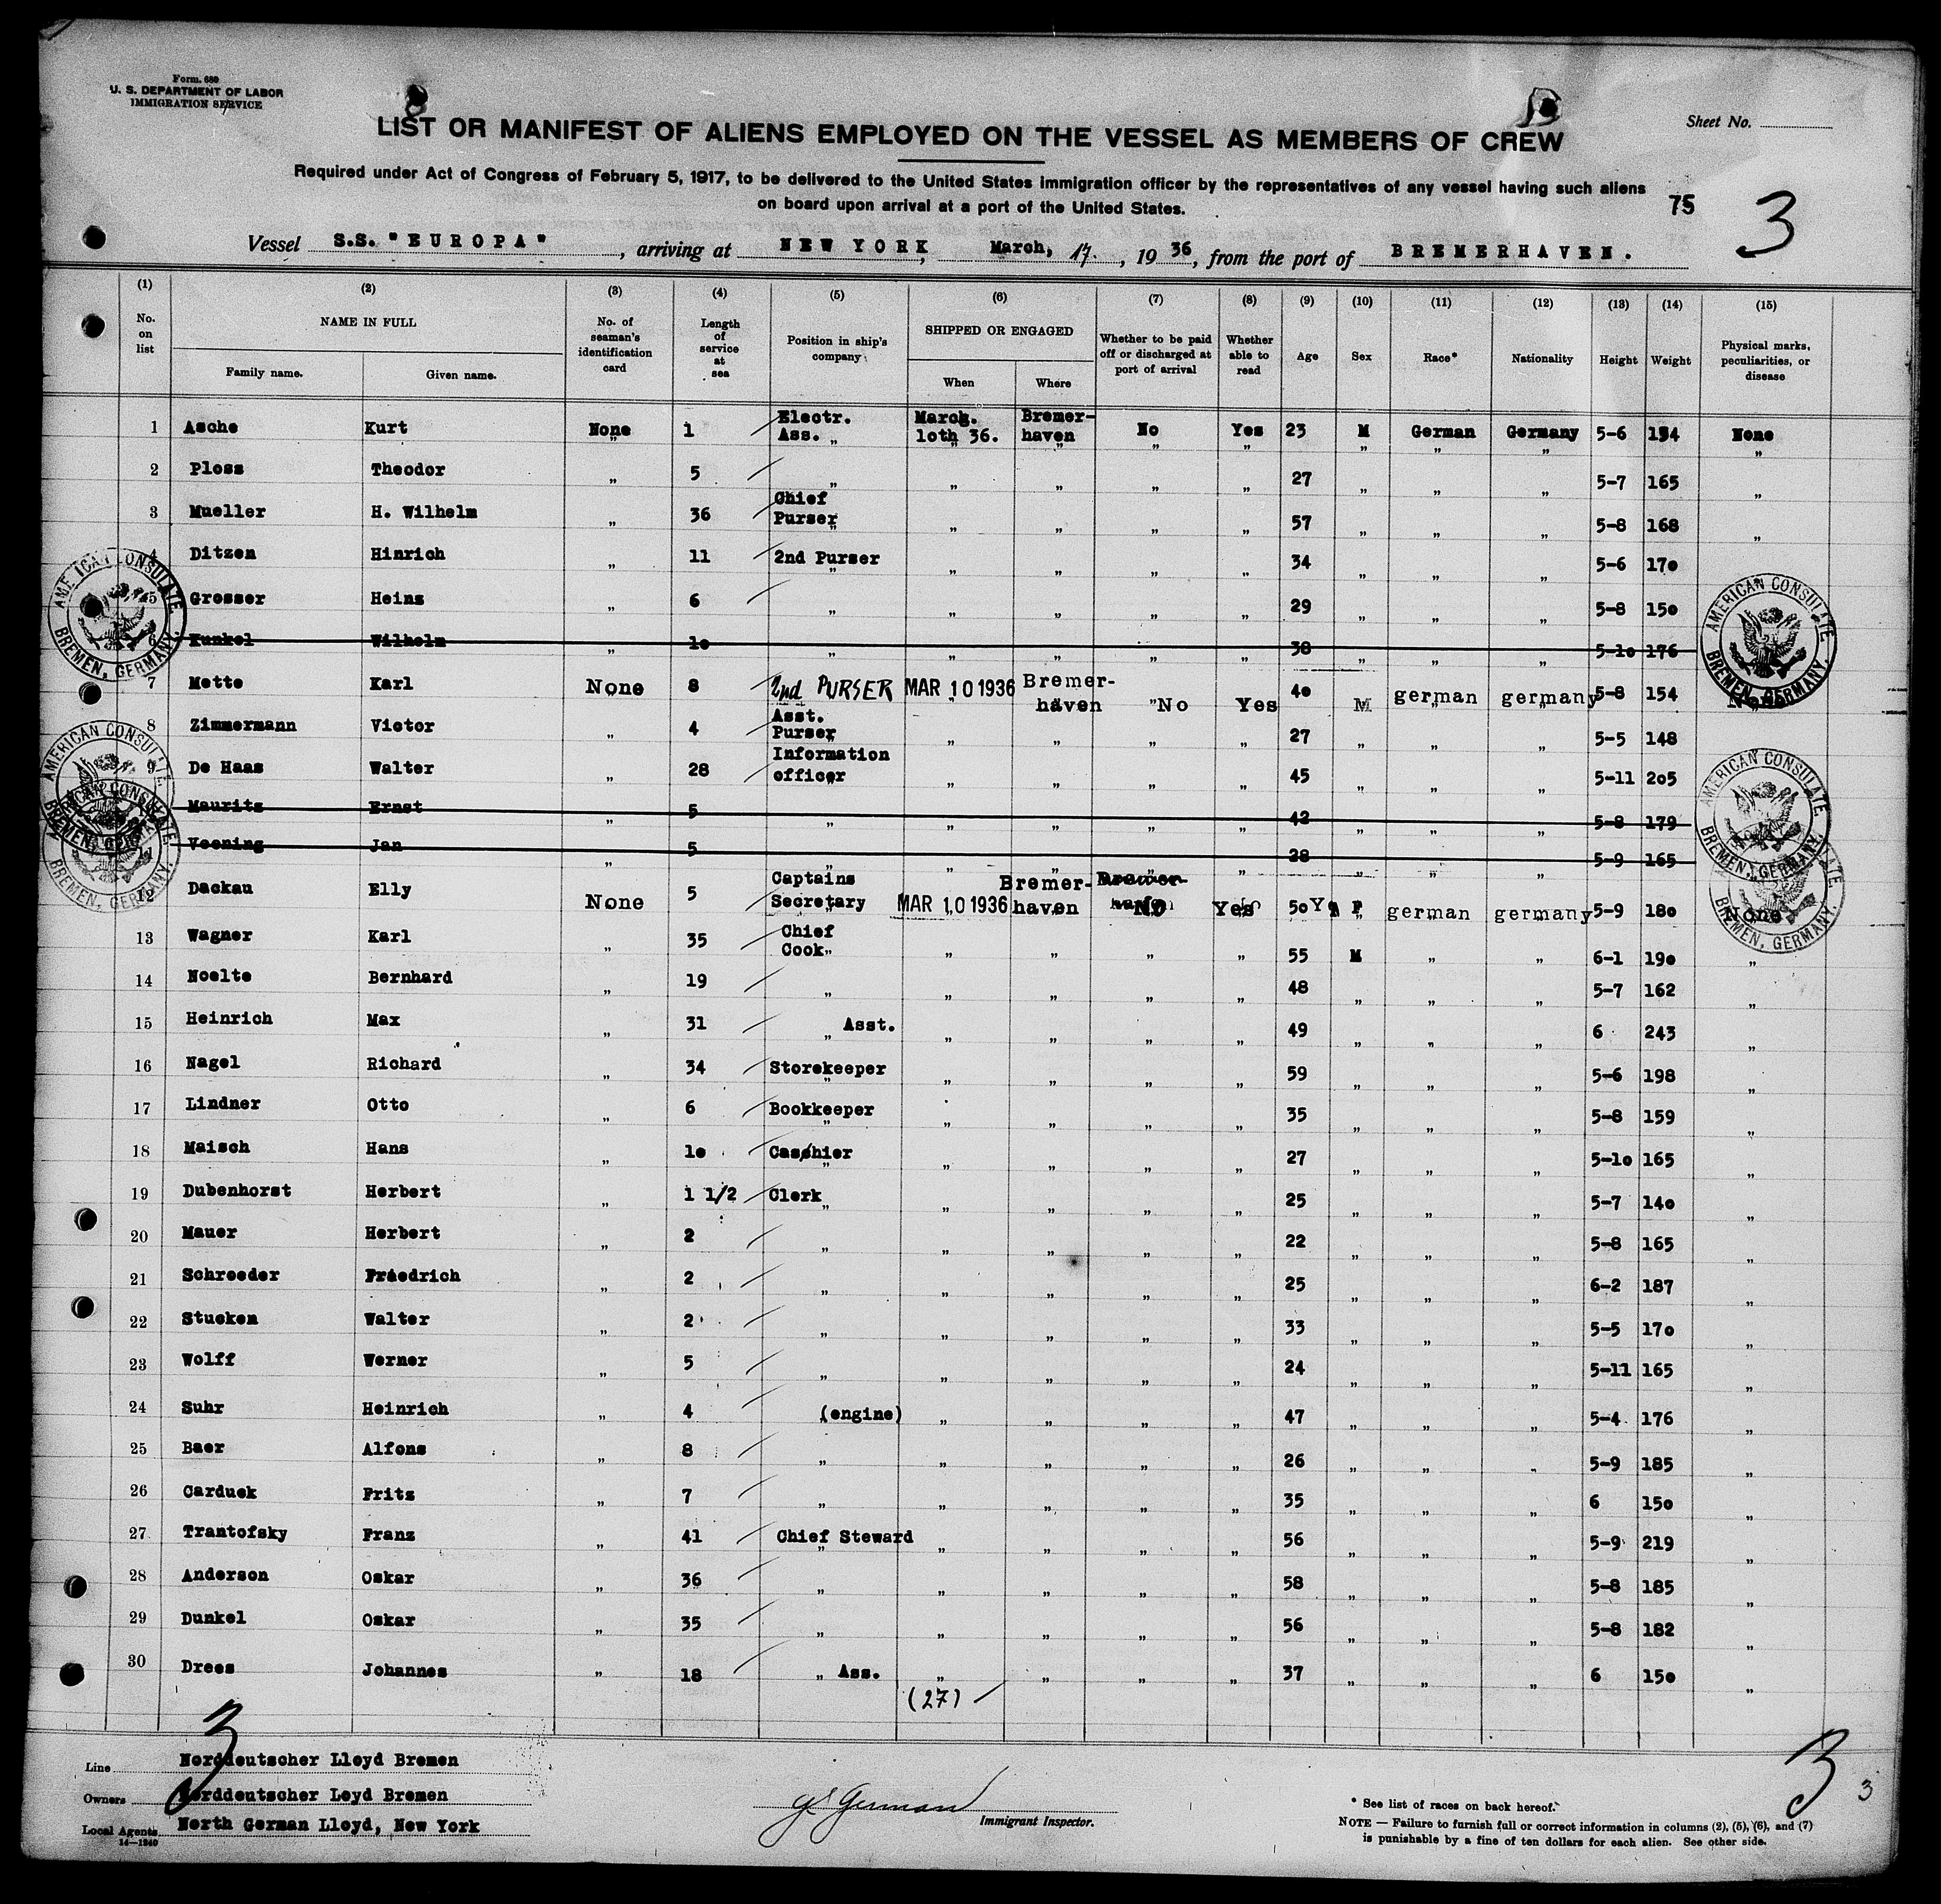 Form. 680
U. S. DEPARTMENT OF LABOR
IMMIGRATION SERVICE
LIST OR MANIFEST OF ALIENS EMPLOYED ON THE VESSEL AS MEMBERS OF CREW
Sheet No.
Required under Act of Congress of February 5, 1917, to be delivered to the United States immigration officer by the representatives of any vessel having such aliens
on board upon arrival at a port of the United States.
75
3
Vessel S.S. "EUROPA", arriving at NEW YORK, March, 17., 1936, from the port of BREMERHAVEN.
(1) (2) (3) (4) (5) (6) (7) (8) (9) (10) (11) (12) (13) (14) (15)
No. on list NAME IN FULL Family name. Given name. No. of seaman's identification card Length of service at sea Position in ship's company SHIPPED OR ENGAGED When Where Whether to be paid off or discharged at port of arrival Whether able to read Age Sex Race* Nationality Height Weight Physical marks, peculiarities, or disease
1 Asche Kurt None 1 Electr. Ass. March. 10th 36. Bremer-haven No Yes 23 M German Germany 5-6 154 None
2 Ploss Theodor " 5 " " " " " 27 " " " 5-7 165 "
3 Mueller H. Wilhelm " 36 Chief Purser " " " " 57 " " " 5-8 168 "
4 Ditzen Hinrich " 11 2nd Purser " " " " 34 " " " 5-6 170
5 Grosser Heinz " 6 " " " " " 29 " " " 5-8 150
6 Kunkel Wilhelm " 10 " " " " " 38 " " " 5-10 176
7 Mette Karl None 8 2nd PURSER MAR 10 1936 Bremer-haven No Yes 40 M german germany 5-8 154 None
8 Zimmermann Victor " 4 Asst. Purser " " " " 27 " " " 5-5 148
9 De Haas Walter " 28 Information officer " " " " 45 " " " 5-11 205
Mauritz Ernst " 5 " " " " " 42 " " " 5-8 179
Veening Jan " 5 " " " " " 28 " " " 5-9 165
12 Dackau Elly None 5 Captains Secretary MAR 10 1936 Bremer-haven No Yes 50 F german germany 5-9 180 None
13 Wagner Karl " 35 Chief Cook " " " " 55 M " " 6-1 190 "
14 Noelte Bernhard " 19 " " " " " 48 " " " 5-7 162 "
15 Heinrich Max " 31 " Asst. " " " " 49 " " " 6 243 "
16 Nagel Richard " 34 Storekeeper " " " " 59 " " " 5-6 198 "
17 Lindner Otto " 6 Bookkeeper " " " " 35 " " " 5-8 159 "
18 Maisch Hans " 10 Cashier " " " " 27 " " " 5-10 165 "
19 Dubenhorst Herbert " 1 1/2 Clerk " " " " 25 " " " 5-7 140 "
20 Mauer Herbert " 2 " " " " " 22 " " " 5-8 165 "
21 Schroeder Friedrich " 2 " " " " " 25 " " " 6-2 187 "
22 Stucken Walter " 2 " " " " " 33 " " " 5-5 170 "
23 Wolff Werner " 5 " " " " " 24 " " " 5-11 165 "
24 Suhr Heinrich " 4 " (engine) " " " " 47 " " " 5-4 176 "
25 Baer Alfons " 8 " " " " " 26 " " " 5-9 185 "
26 Carduck Fritz " 7 " " " " " 35 " " " 6 150 "
27 Trantofsky Franz " 41 Chief Steward " " " " 56 " " " 5-9 219 "
28 Anderson Oskar " 36 " " " " " 58 " " " 5-8 185 "
29 Dunkel Oskar " 35 " " " " " 56 " " " 5-8 182 "
30 Drees Johannes " 18 " Ass. " " " " 37 " " " 6 150 "
(27)
AMERICAN CONSULATE BREMEN, GERMANY.
AMERICAN CONSULATE BREMEN, GERMANY.
AMERICAN CONSULATE BREMEN, GERMANY.
AMERICAN CONSULATE BREMEN, GERMANY.
3
Line Norddeutscher Lloyd Bremen
Owners Norddeutscher Loyd Bremen
Local Agents North German Lloyd, New York
14-1240
Immigrant Inspector.
* See list of races on back hereof.
NOTE — Failure to furnish full or correct information in columns (2), (5), (6), and (7)
is punishable by a fine of ten dollars for each alien. See other side.
3
3